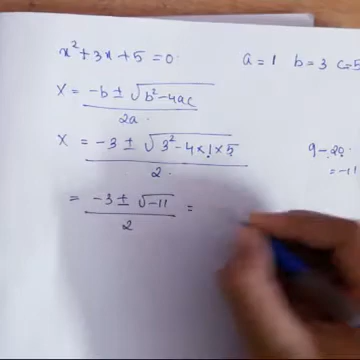 x² + 3x + 5 = 0. a = 1 b = 3 c = 5
x = (-b ± √(b² - 4ac)) / 2a
x = (-3 ± √(3² - 4 × 1 × 5)) / 2.
9 - 20.
= -11
= (-3 ± √-11) / 2 =